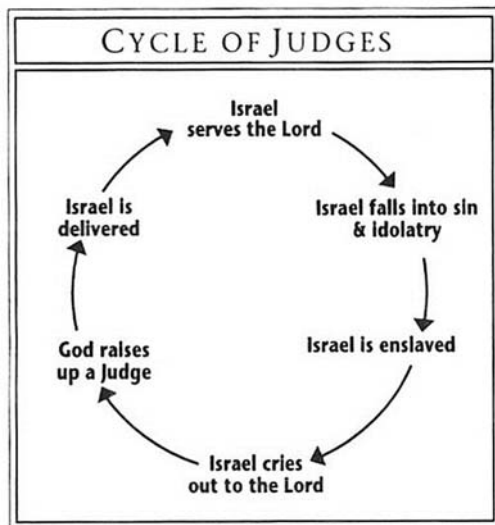 CYCLE OF JUDGES
Israel
serves the Lord
Israel falls into sin
& idolatry
Israel is enslaved
Israel cries
out to the Lord
God raises
up a Judge
Israel is
delivered